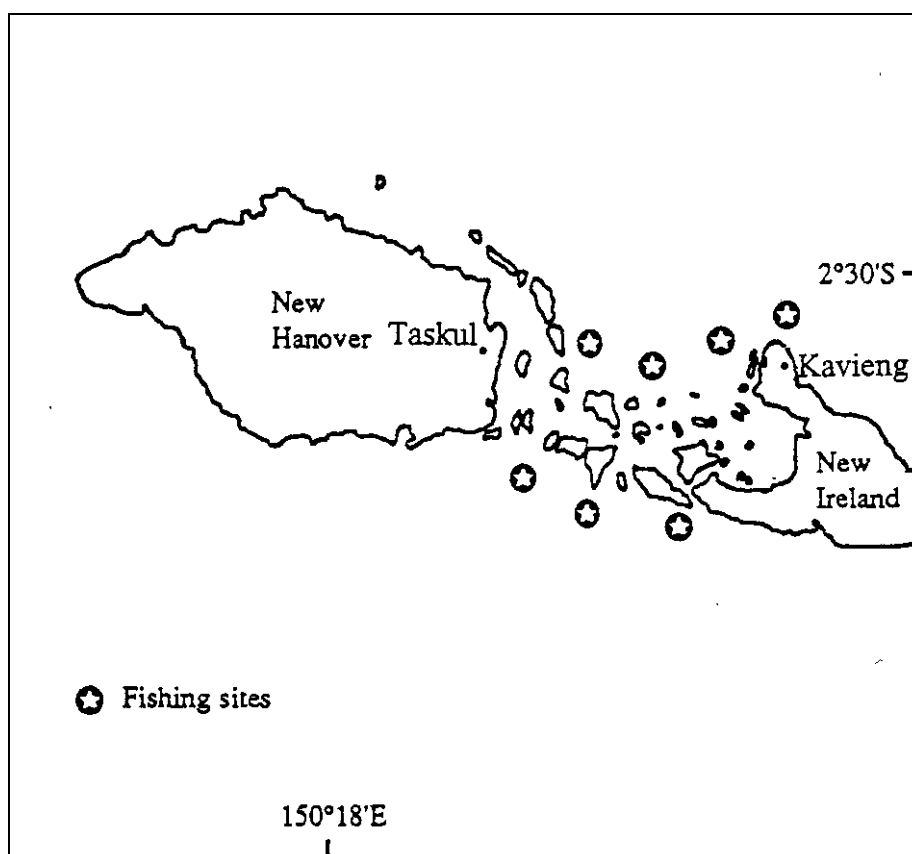 2°30'S
New
Hanover
Taskul
Kavieng
New
Ireland
Fishing sites
150°18'E